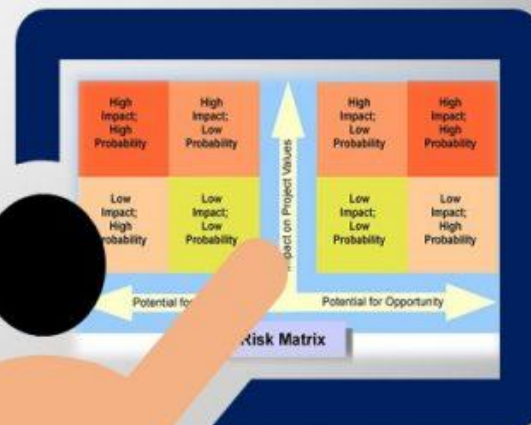 High
Impact;
High
Probability
High
Impact;
Low
Probability
High
Impact;
Low
Probability
High
Impact;
High
Probability
Low
Impact;
High
Probability
Low
Impact;
Low
Probability
Low
Impact;
Low
Probability
Low
Impact;
High
Probability
Impact on Project Values
Potential for
Potential for Opportunity
Risk Matrix